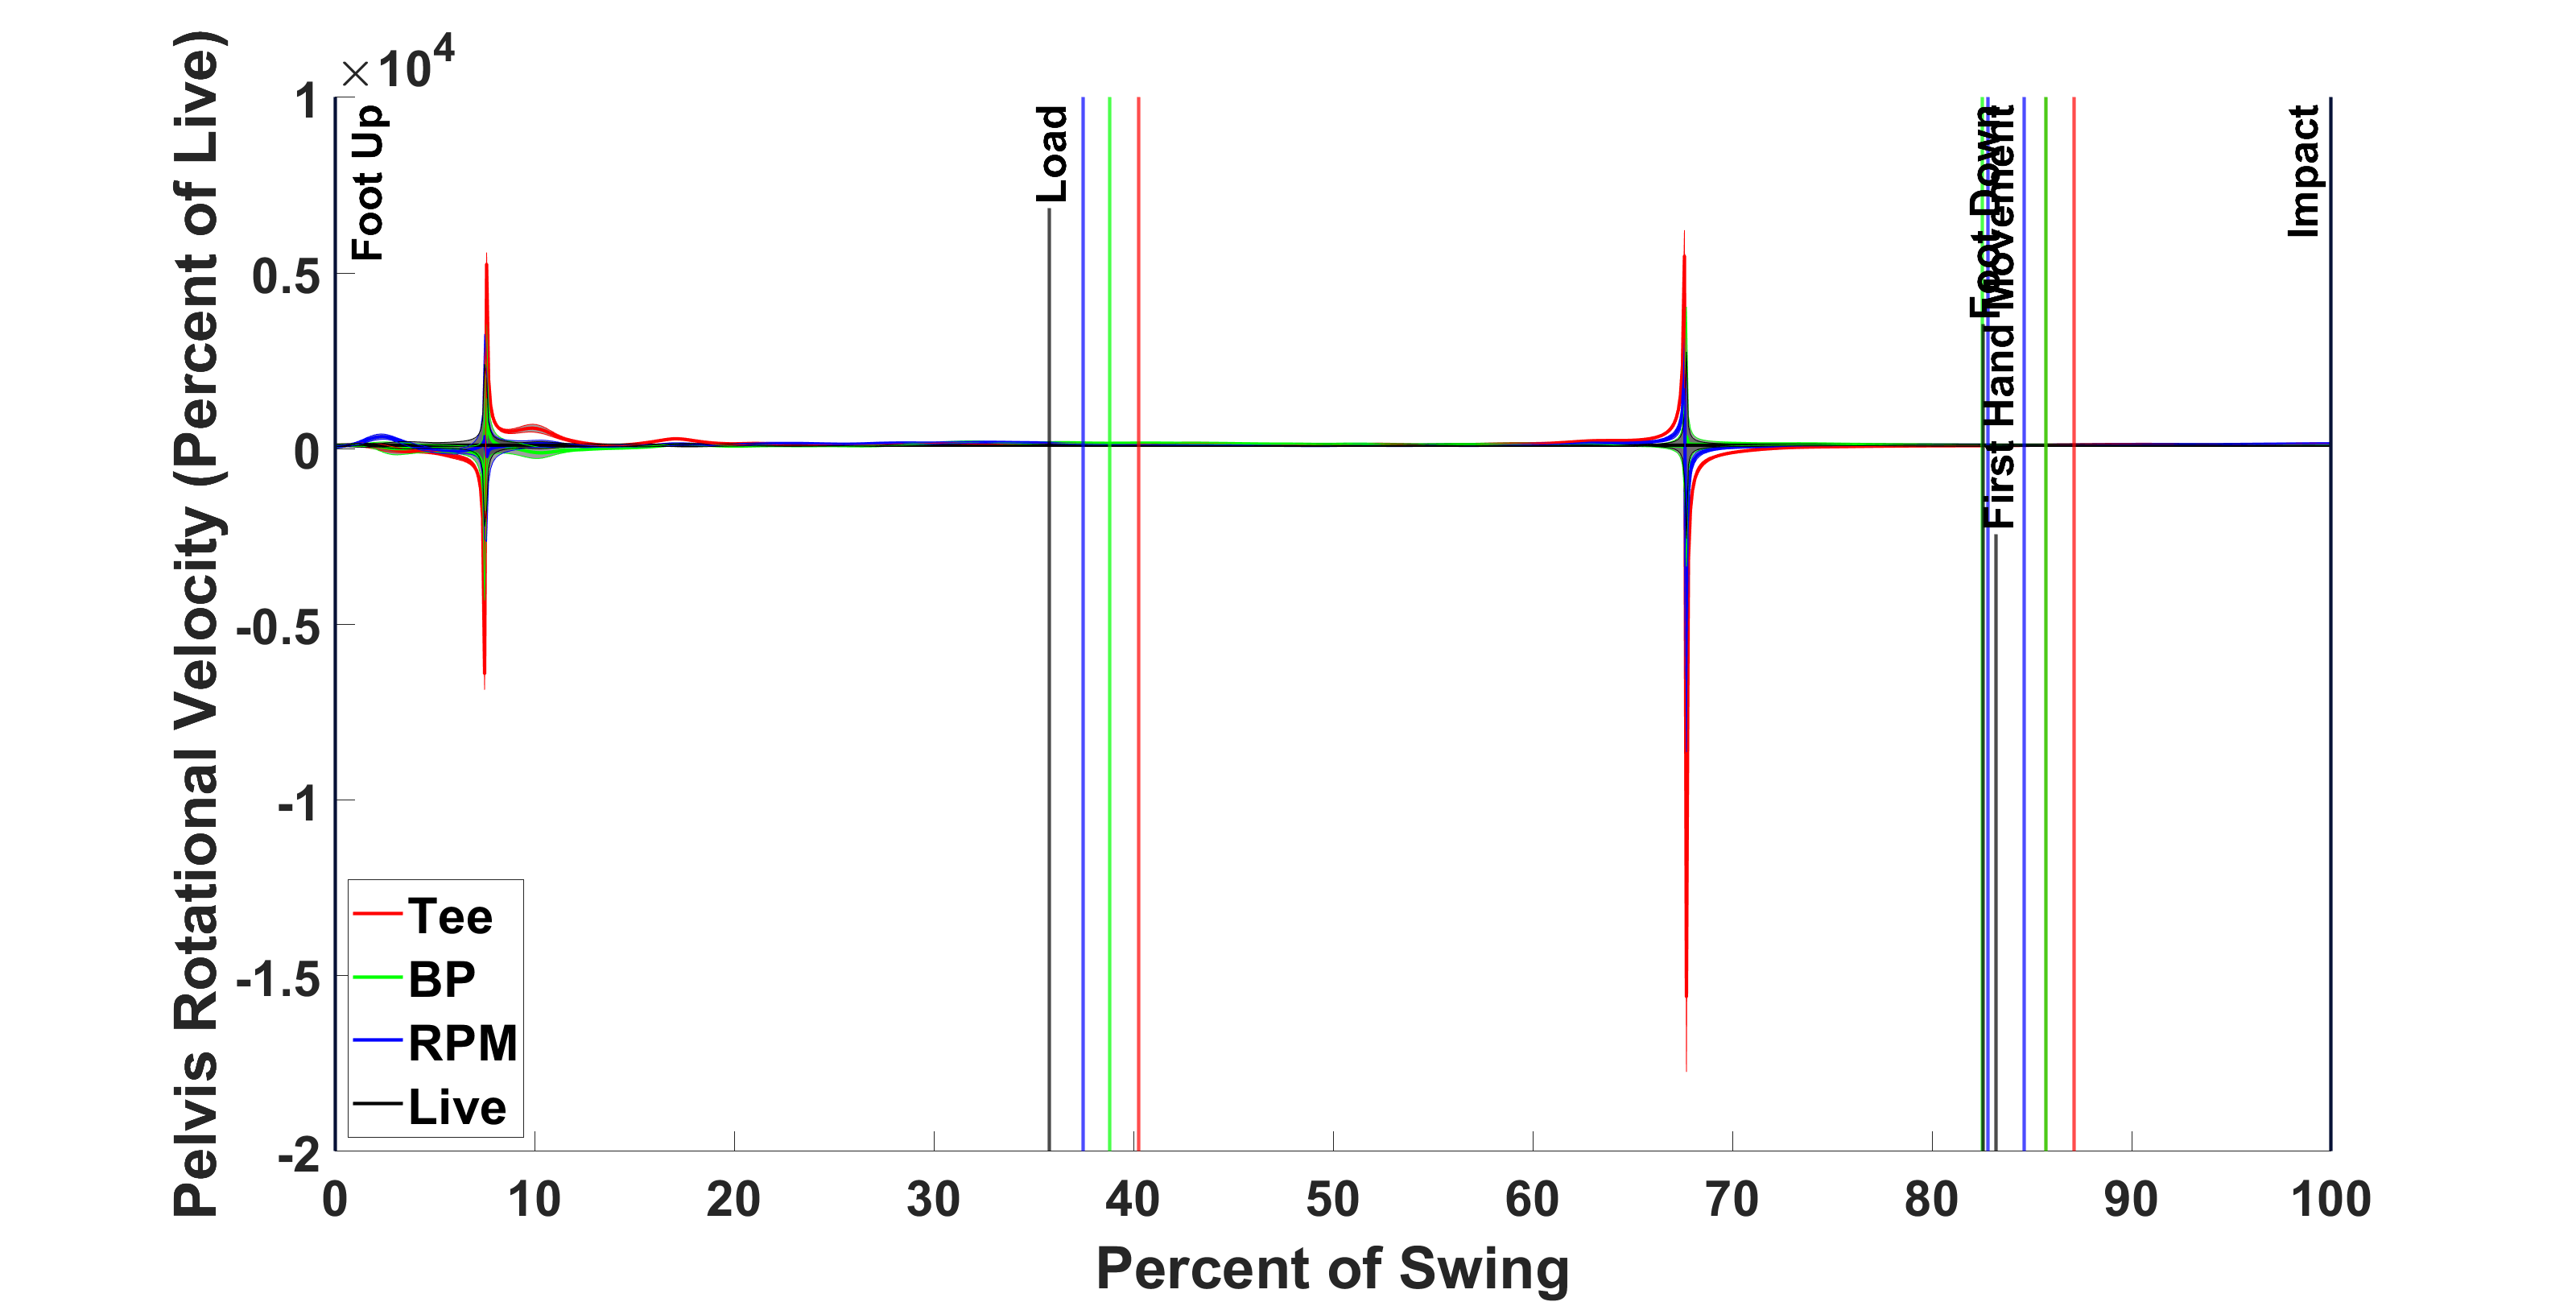 ×10⁴
1
0.5
0
-0.5
-1
-1.5
-2
Pelvis Rotational Velocity (Percent of Live)
Foot Up
Load
Foot Down
First Hand Movement
Impact
Tee
BP
RPM
Live
0 10 20 30 40 50 60 70 80 90 100
Percent of Swing